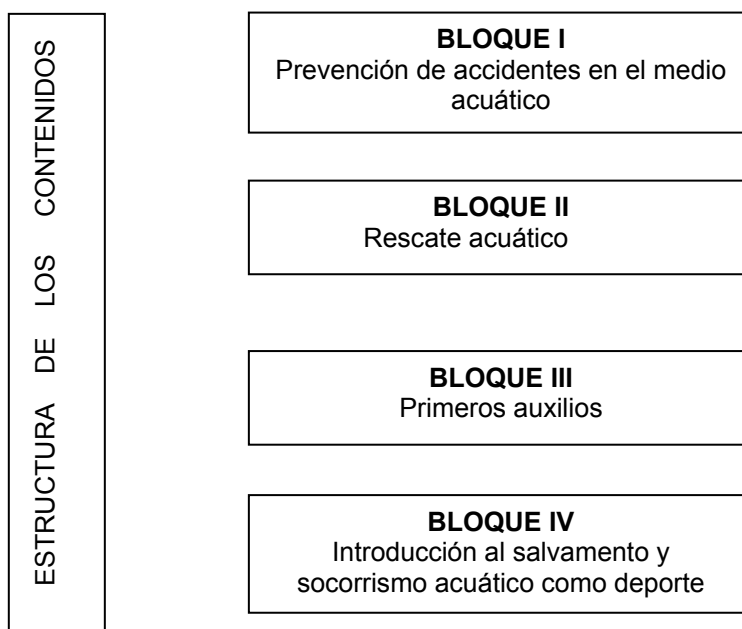 ESTRUCTURA DE LOS CONTENIDOS
BLOQUE I
Prevención de accidentes en el medio
acuático
BLOQUE II
Rescate acuático
BLOQUE III
Primeros auxilios
BLOQUE IV
Introducción al salvamento y
socorrismo acuático como deporte